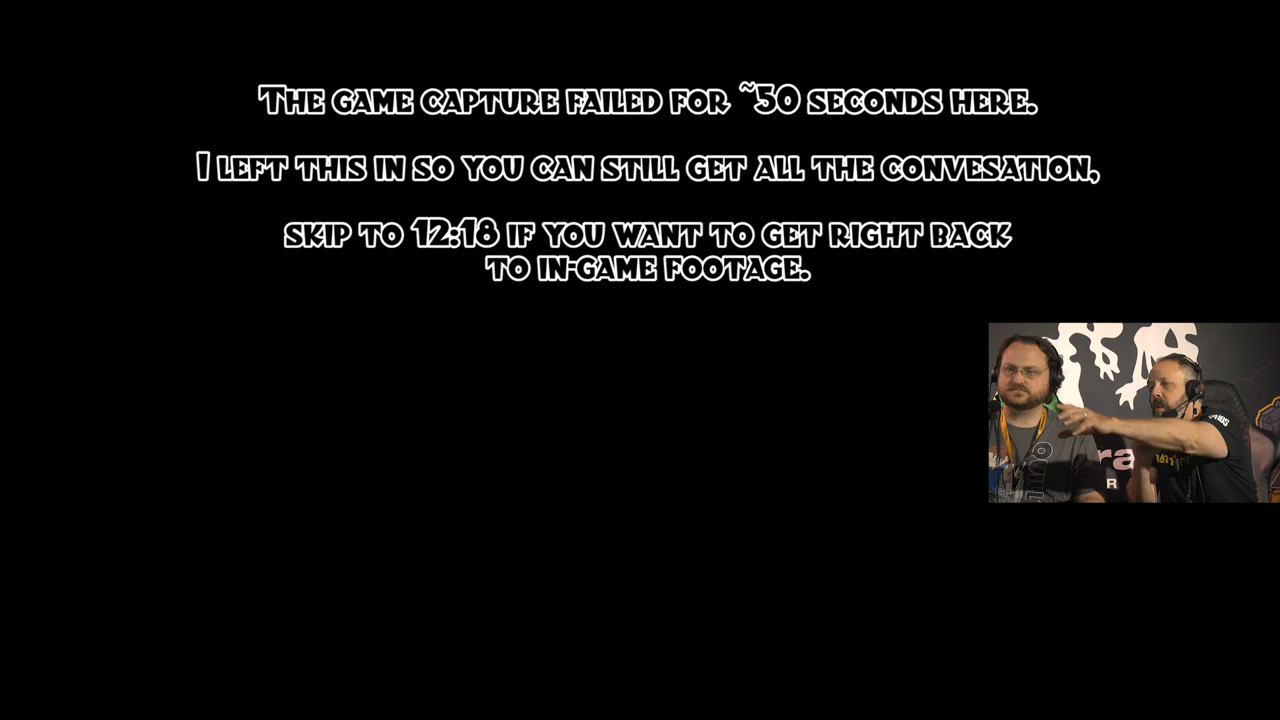 The game capture failed for ~50 seconds here.
I left this in so you can still get all the convesation,
skip to 12:18 if you want to get right back
to in-game footage.